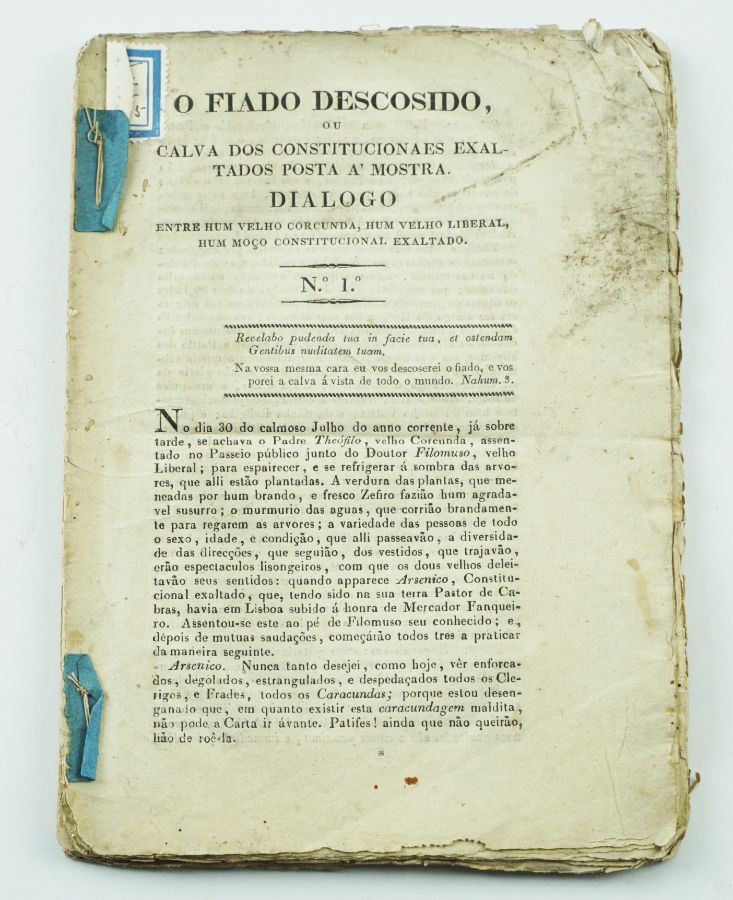 O FIADO DESCOSIDO,
OU
CALVA DOS CONSTITUCIONAES EXAL-
TADOS POSTA A' MOSTRA.
DIALOGO
ENTRE HUM VELHO CORCUNDA, HUM VELHO LIBERAL,
HUM MOÇO CONSTITUCIONAL EXALTADO.
N.º 1.º
Revelabo pudenda tua in facie tua, et ostendam
Gentibus nuditatem tuam.
Na vossa mesma cara eu vos descoserei o fiado, e vos
porei a calva á vista de todo o mundo. Nahum. 3.
No dia 30 do calmoso Julho do anno corrente, já sobre
tarde, se achava o Padre Theófilo, velho Corcunda, assen-
tado no Passeio público junto do Doutor Filomuso, velho
Liberal; para espairecer, e se refrigerar á sombra das arvo-
res, que alli estão plantadas. A verdura das plantas, que me-
neadas por hum brando, e fresco Zefiro fazião hum agrada-
vel susurro; o murmurio das aguas, que corrião brandamen-
te para regarem as arvores; a variedade das pessoas de todo
o sexo, idade, e condição, que alli passeavão, a diversida-
de das direcções, que seguião, dos vestidos, que trajavão,
erão espectaculos lisongeiros, com que os dous velhos delei-
tavão seus sentidos: quando apparece Arsenico, Constitu-
cional exaltado, que, tendo sido na sua terra Pastor de Ca-
bras, havia em Lisboa subido á honra de Mercador Fanquei-
ro. Assentou-se este ao pé de Filomuso seu conhecido; e,
depois de mutuas saudações, começárão todos tres a praticar
da maneira seguinte.
Arsenico. Nunca tanto desejei, como hoje, vêr enforca-
dos, degolados, estrangulados, e despedaçados todos os Cle-
rigos, e Frades, todos os Caracundas; porque estou desen-
ganado que, em quanto existir esta caracundagem maldita,
não pode a Carta ir ávante. Patifes! ainda que não queirão,
hão de roê-la.
*